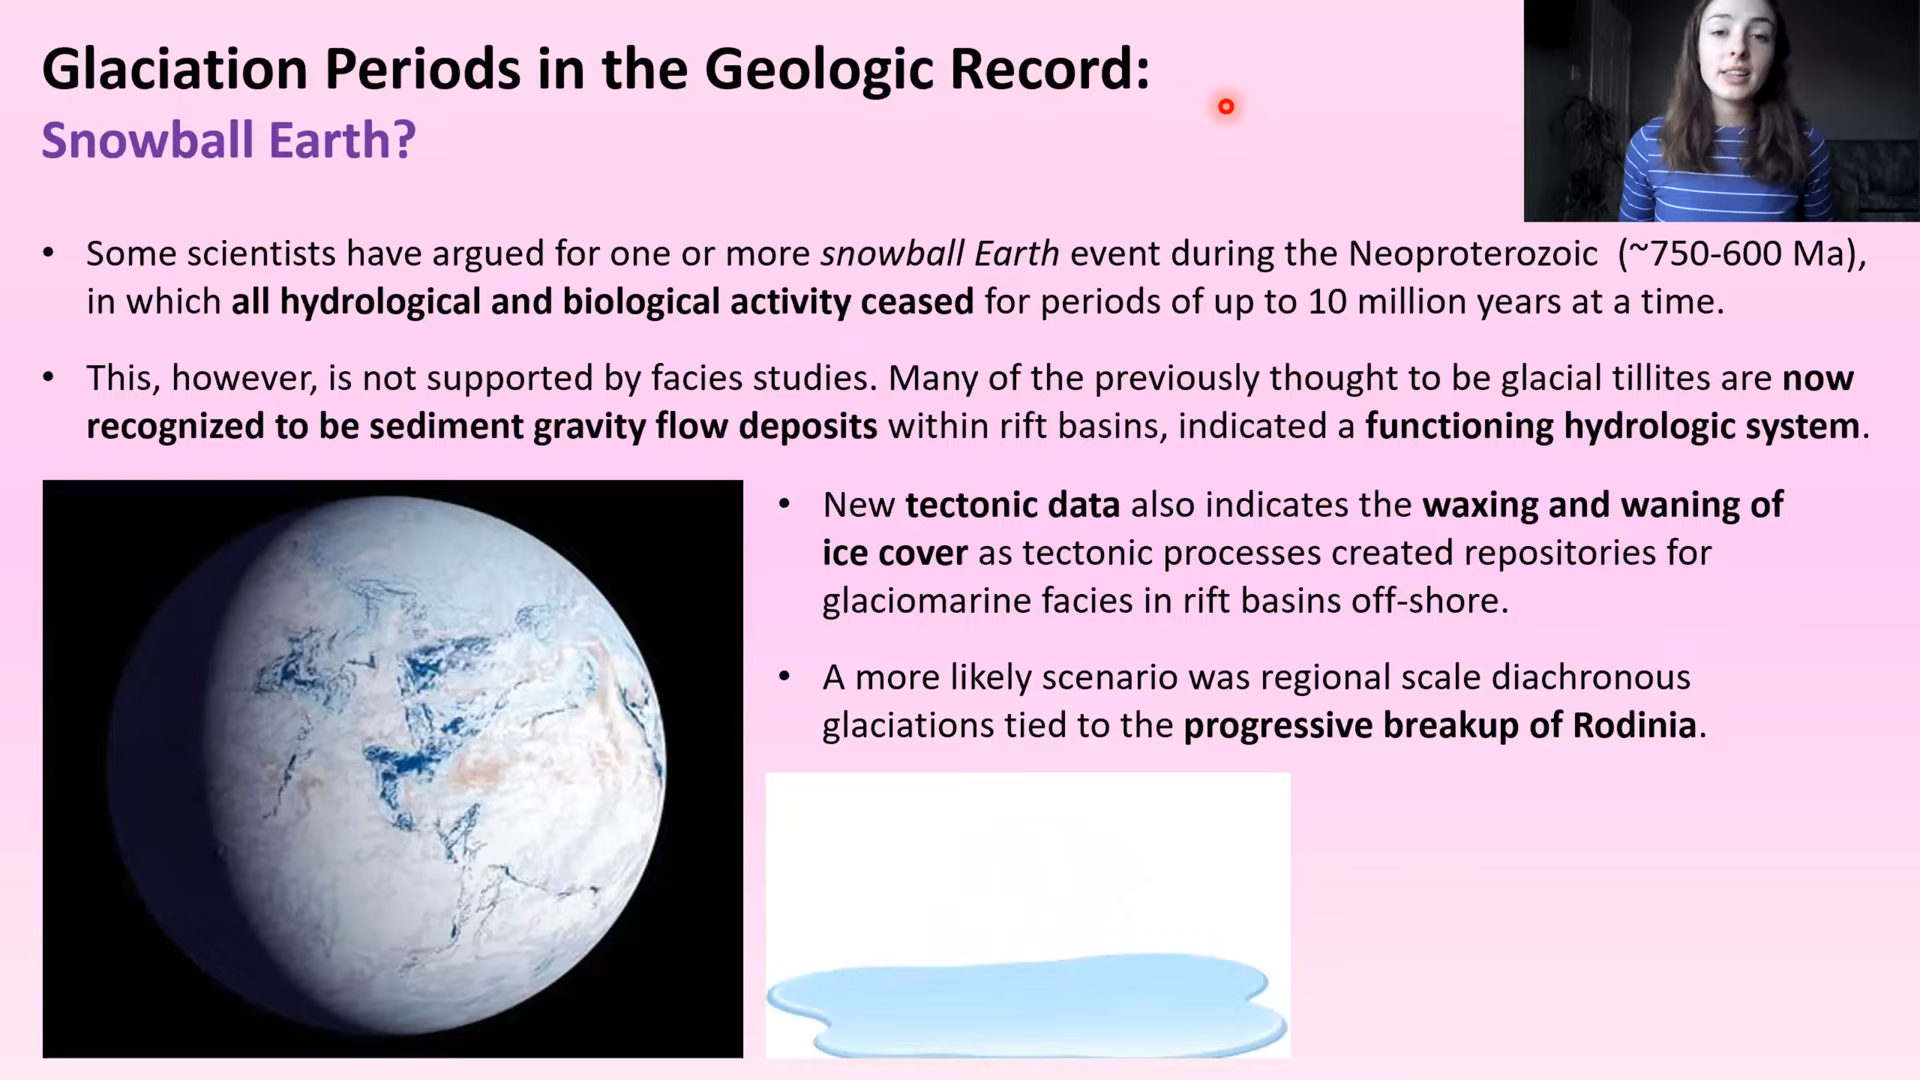 Glaciation Periods in the Geologic Record:
Snowball Earth?
• Some scientists have argued for one or more snowball Earth event during the Neoproterozoic (~750-600 Ma),
in which all hydrological and biological activity ceased for periods of up to 10 million years at a time.
• This, however, is not supported by facies studies. Many of the previously thought to be glacial tillites are now
recognized to be sediment gravity flow deposits within rift basins, indicated a functioning hydrologic system.
• New tectonic data also indicates the waxing and waning of
ice cover as tectonic processes created repositories for
glaciomarine facies in rift basins off-shore.
• A more likely scenario was regional scale diachronous
glaciations tied to the progressive breakup of Rodinia.